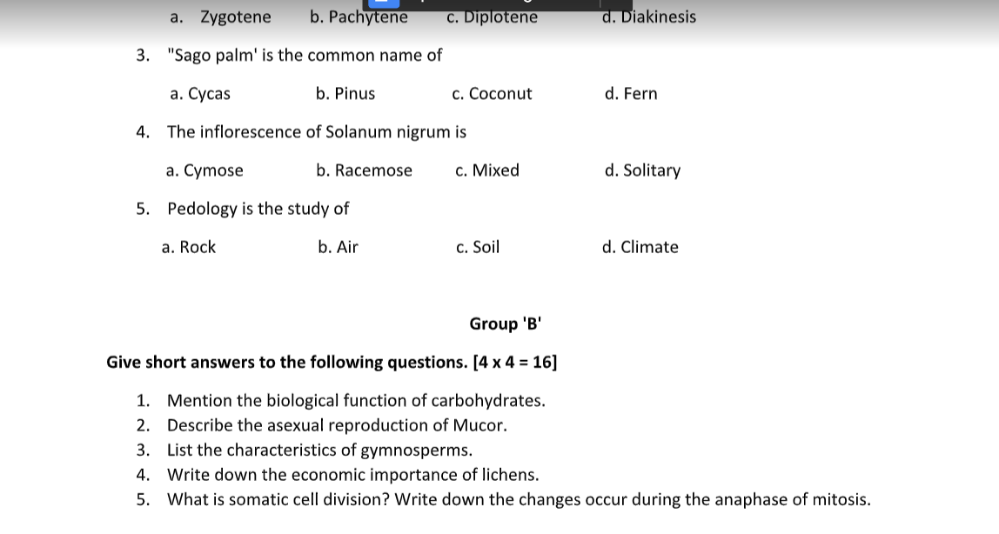 a. Zygotene b. Pachytene c. Diplotene d. Diakinesis
3. "Sago palm' is the common name of
a. Cycas b. Pinus c. Coconut d. Fern
4. The inflorescence of Solanum nigrum is
a. Cymose b. Racemose c. Mixed d. Solitary
5. Pedology is the study of
a. Rock b. Air c. Soil d. Climate
Group 'B'
Give short answers to the following questions. [4 x 4 = 16]
1. Mention the biological function of carbohydrates.
2. Describe the asexual reproduction of Mucor.
3. List the characteristics of gymnosperms.
4. Write down the economic importance of lichens.
5. What is somatic cell division? Write down the changes occur during the anaphase of mitosis.